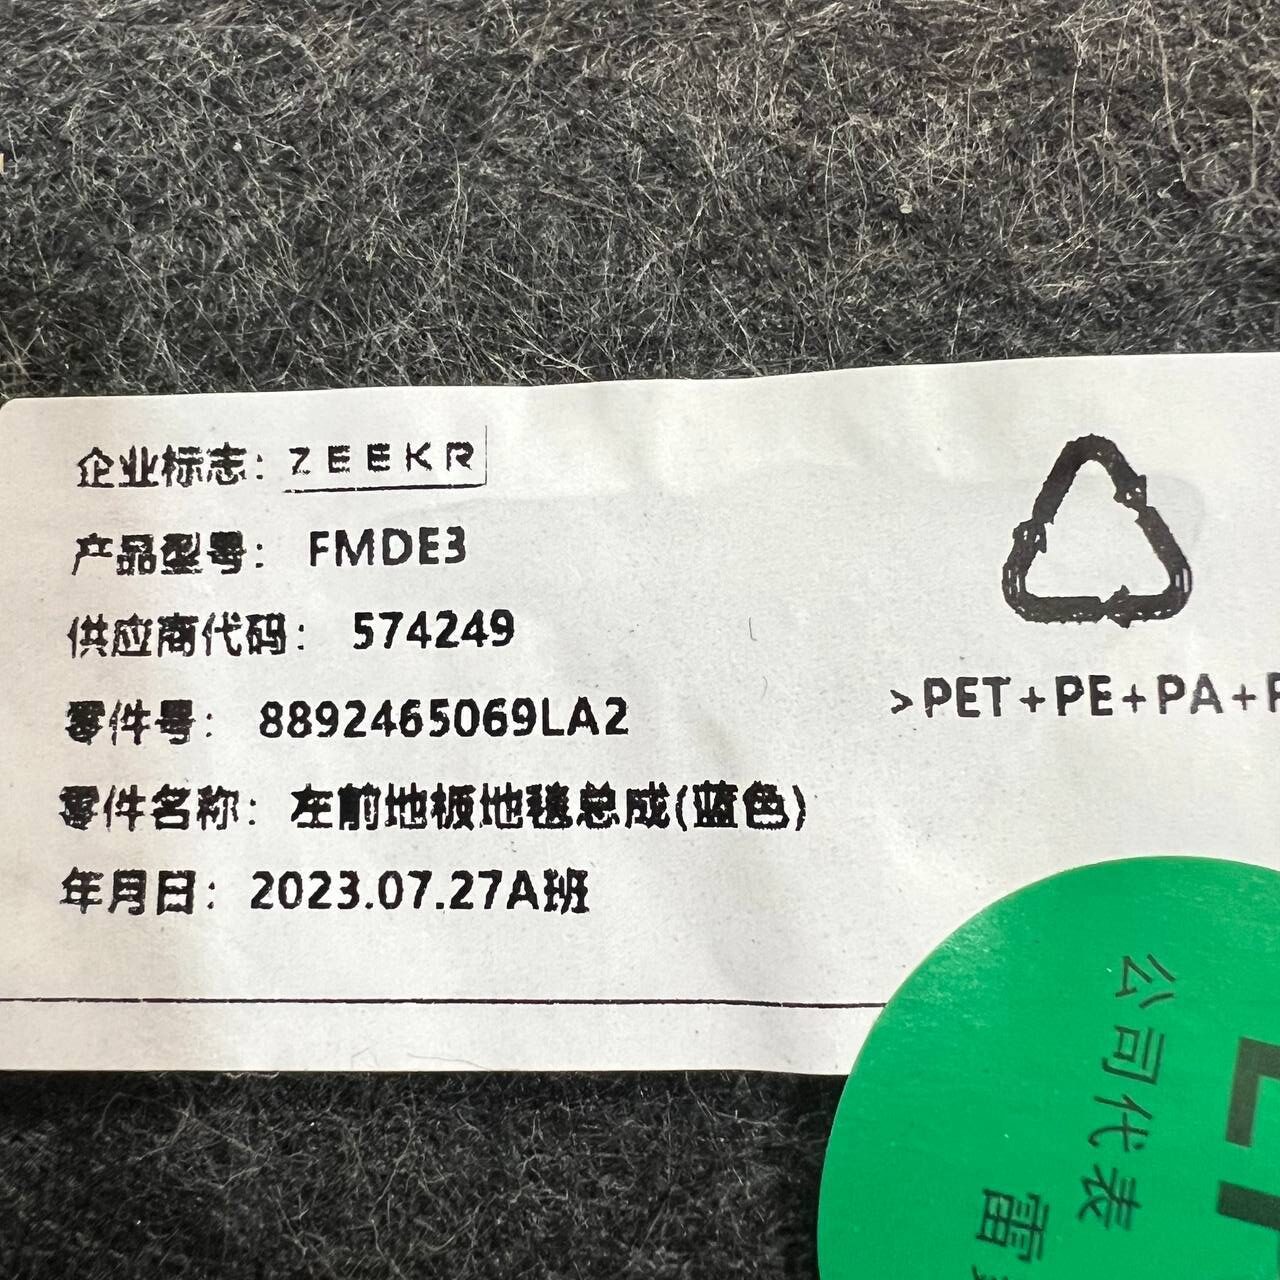 企业标志：ZEEKR
产品型号： FMDE3
供应商代码： 574249
零件号： 8892465069LA2
零件名称： 左前地板地毯总成(蓝色)
年月日： 2023.07.27A班
>PET+PE+PA+
公司代表
雷